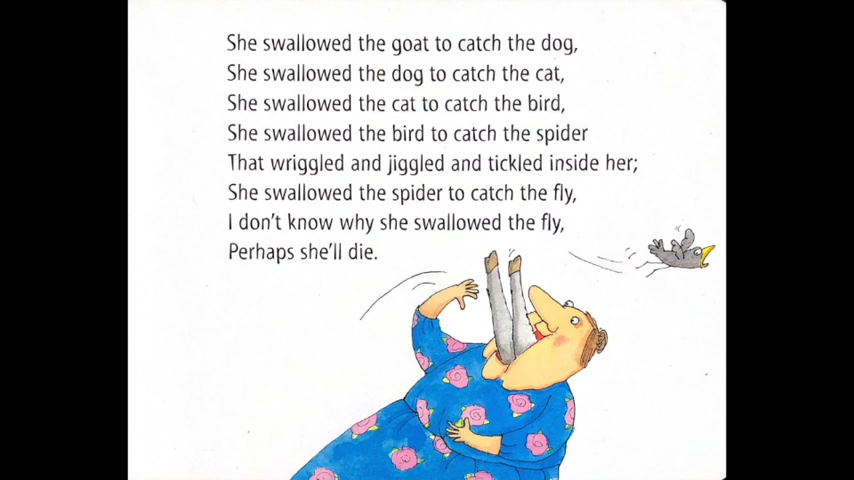 She swallowed the goat to catch the dog,
She swallowed the dog to catch the cat,
She swallowed the cat to catch the bird,
She swallowed the bird to catch the spider
That wriggled and jiggled and tickled inside her;
She swallowed the spider to catch the fly,
I don't know why she swallowed the fly,
Perhaps she'll die.